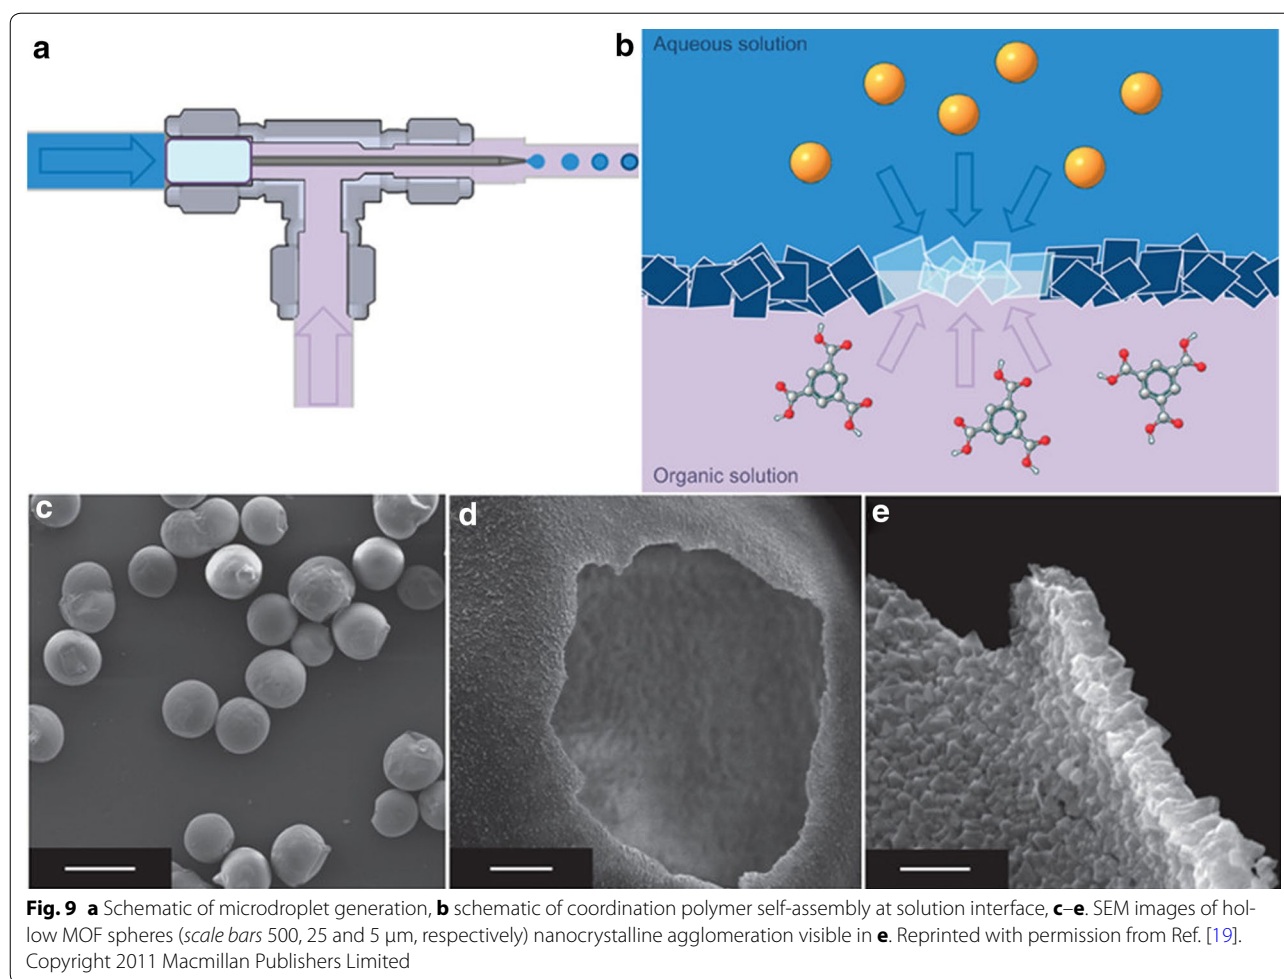 a
b
Aqueous solution
Organic solution
c
d
e
Fig. 9 a Schematic of microdroplet generation, b schematic of coordination polymer self-assembly at solution interface, c–e. SEM images of hol-
low MOF spheres (scale bars 500, 25 and 5 µm, respectively) nanocrystalline agglomeration visible in e. Reprinted with permission from Ref. [19].
Copyright 2011 Macmillan Publishers Limited